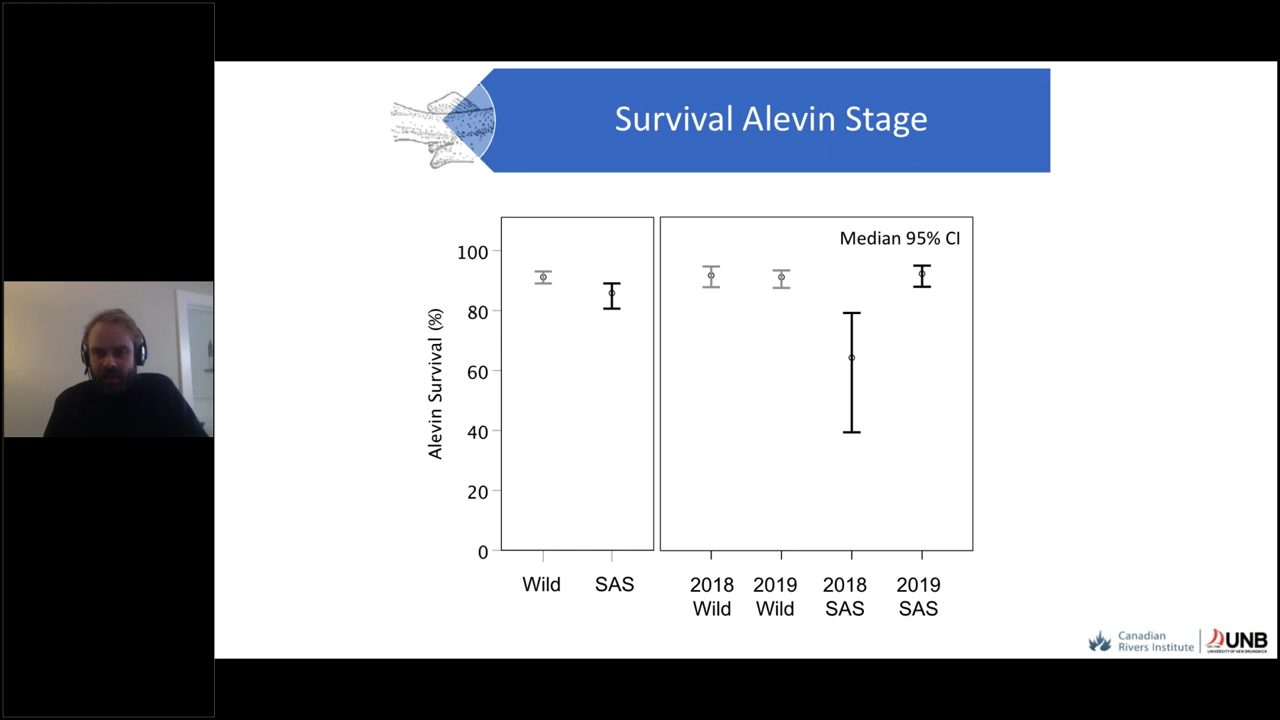 Survival Alevin Stage
Median 95% CI
Alevin Survival (%)
100
80
60
40
20
0
Wild SAS
2018 2019 2018 2019
Wild Wild SAS SAS
Canadian
Rivers Institute
UNB
UNIVERSITY OF NEW BRUNSWICK